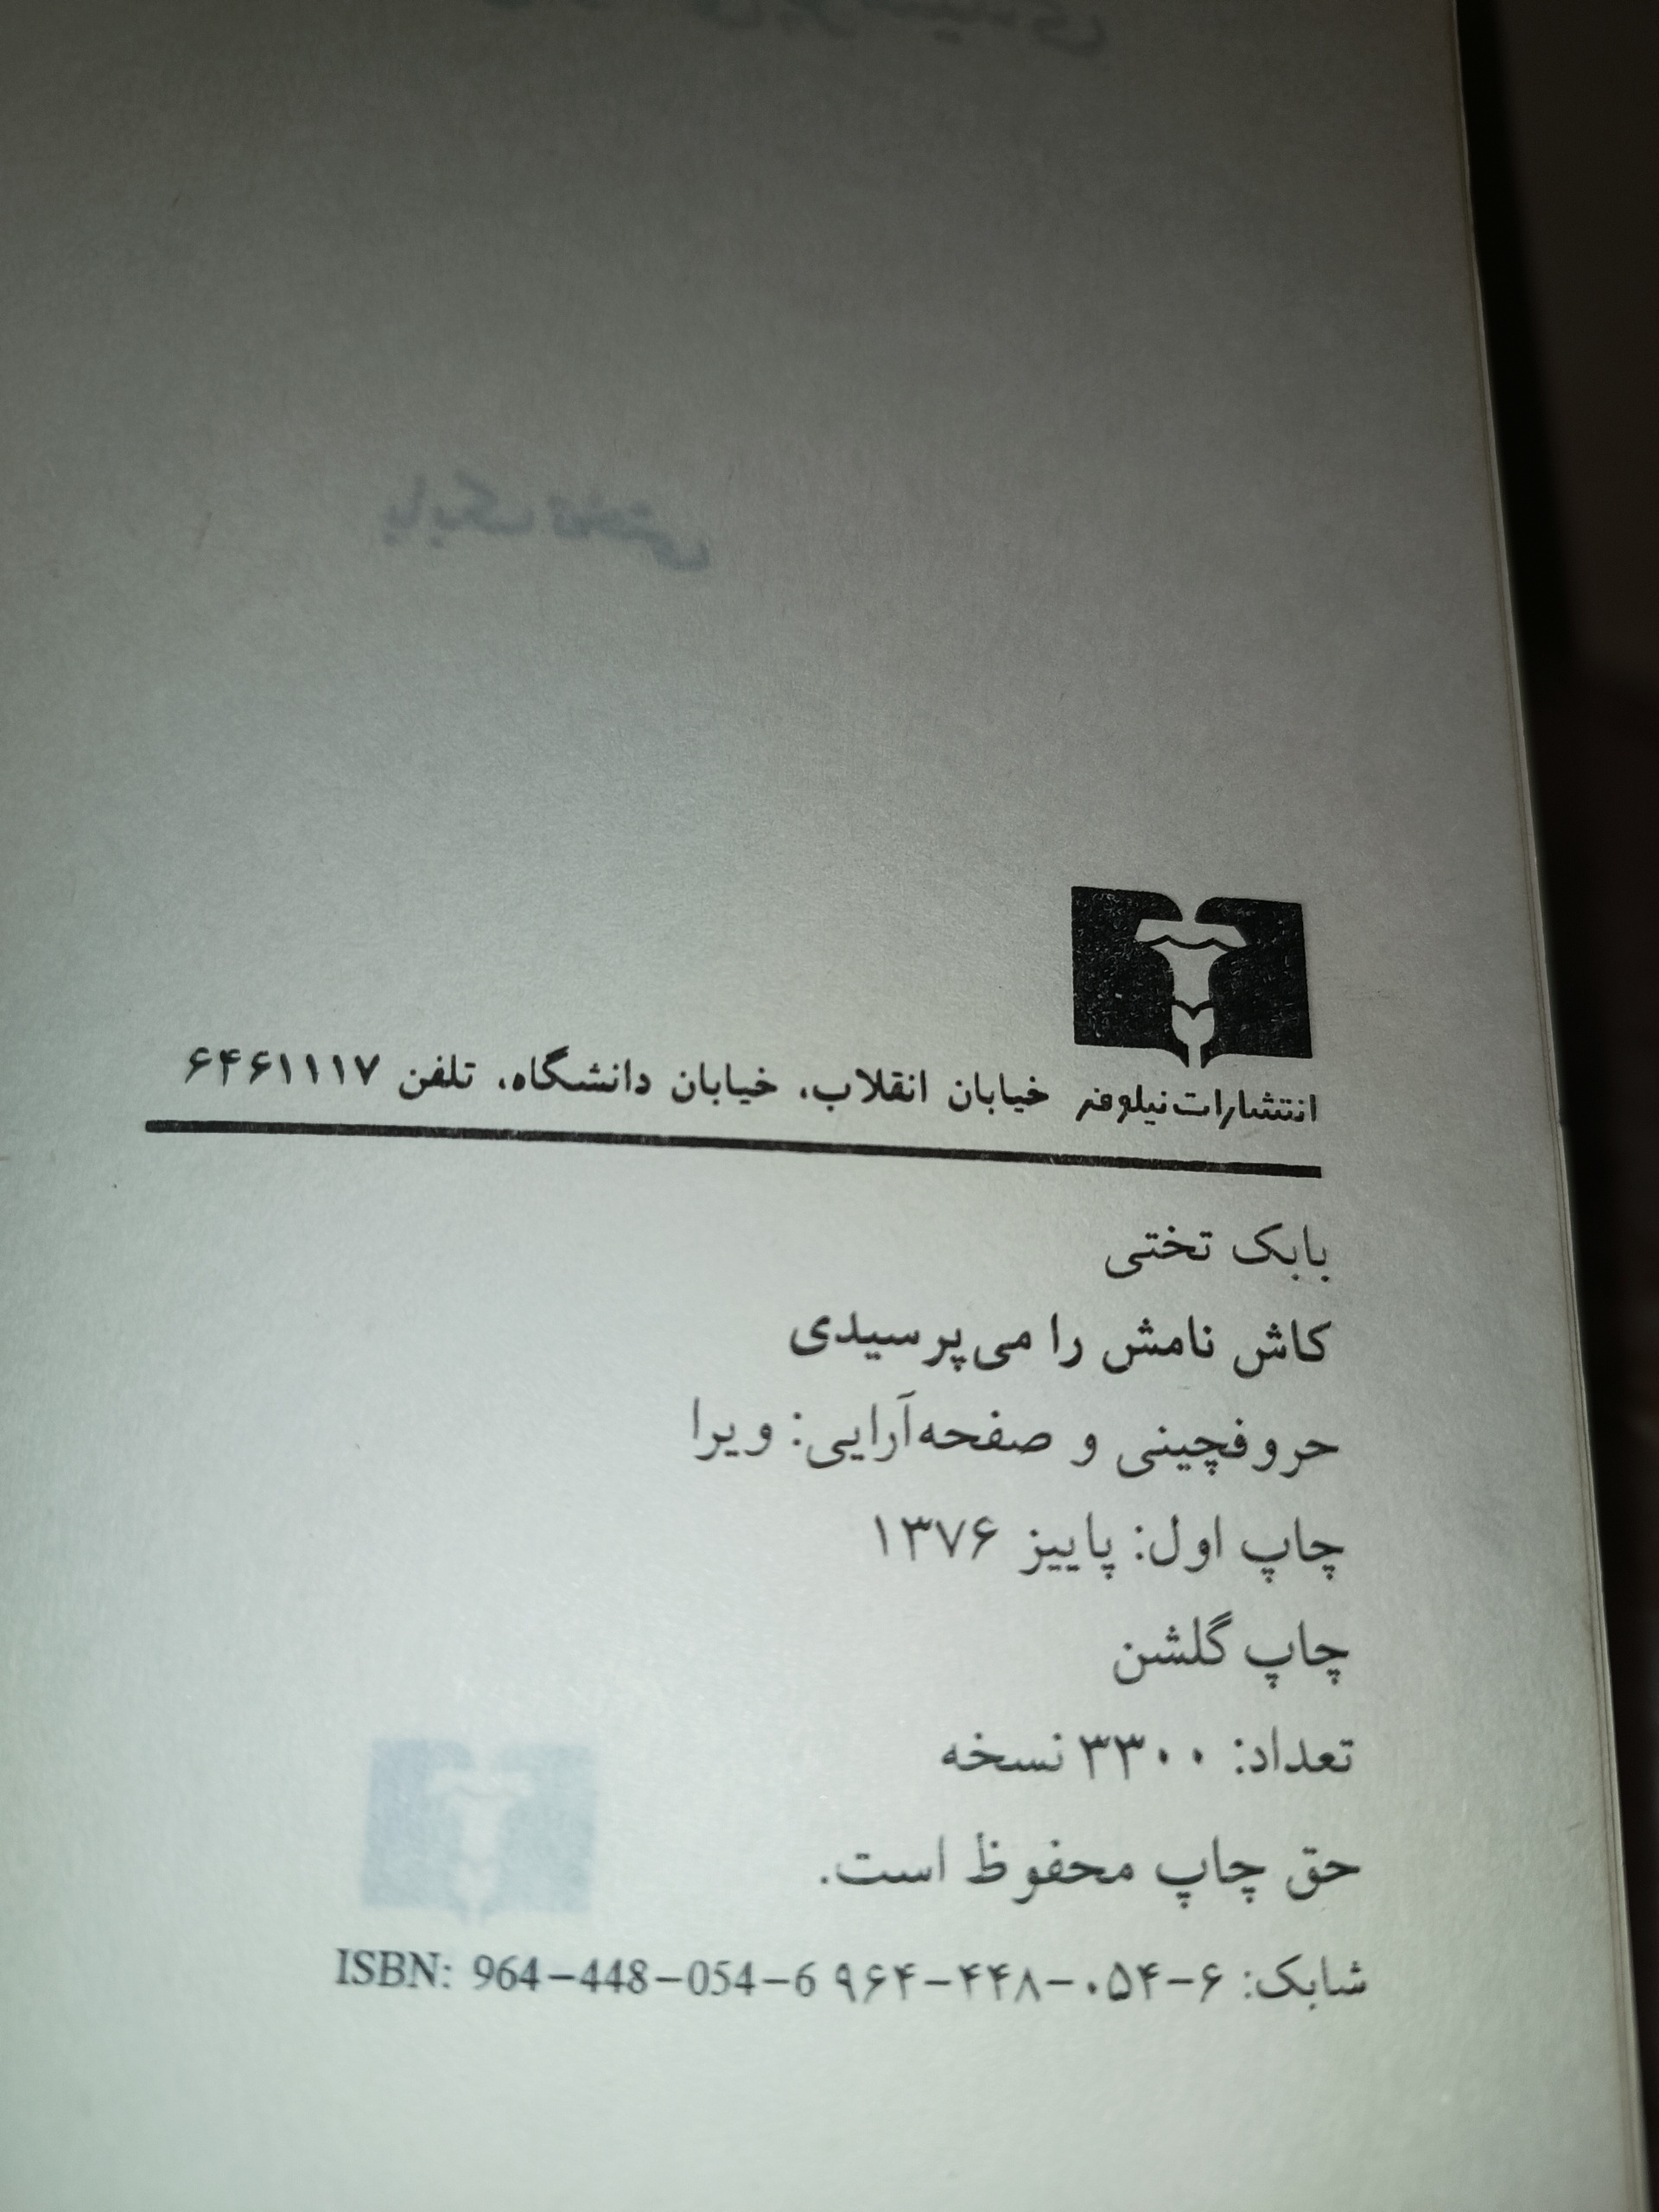 انتشارات نیلوفر خیابان انقلاب، خیابان دانشگاه، تلفن ۶۴۶۱۱۱۷
بابک تختی
کاش نامش را می‌پرسیدی
حروفچینی و صفحه‌آرایی: ویرا
چاپ اول: پاییز ۱۳۷۶
چاپ گلشن
تعداد: ۳۳۰۰ نسخه
حق چاپ محفوظ است.
شابک: ۶-۰۵۴-۴۴۸-۹۶۴ ISBN: 964-448-054-6